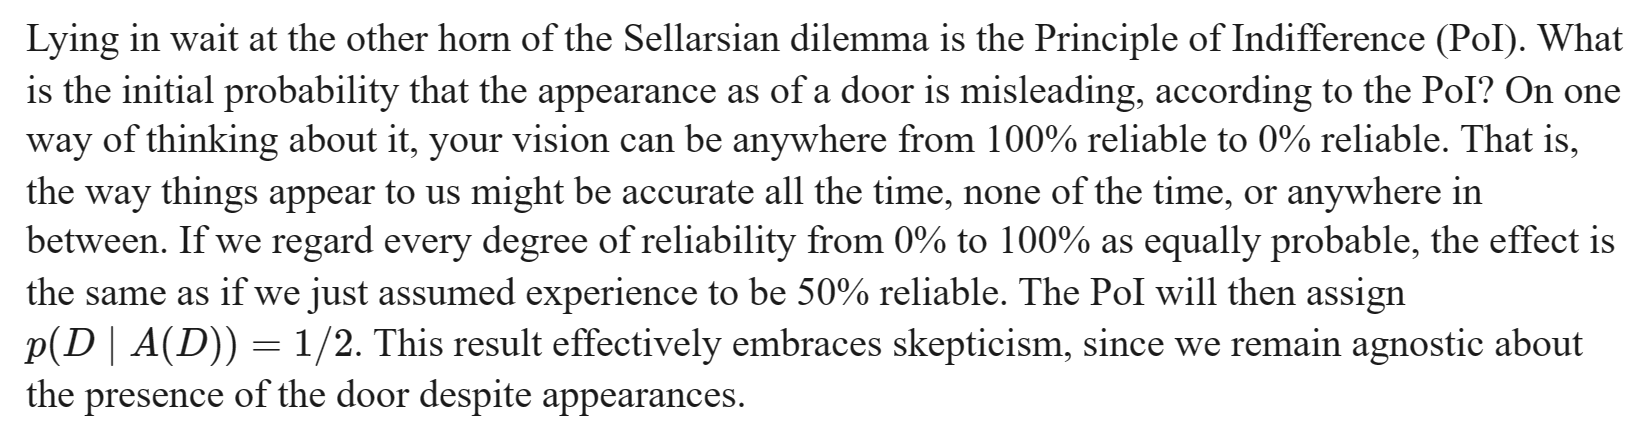 Lying in wait at the other horn of the Sellarsian dilemma is the Principle of Indifference (PoI). What
is the initial probability that the appearance as of a door is misleading, according to the PoI? On one
way of thinking about it, your vision can be anywhere from 100% reliable to 0% reliable. That is,
the way things appear to us might be accurate all the time, none of the time, or anywhere in
between. If we regard every degree of reliability from 0% to 100% as equally probable, the effect is
the same as if we just assumed experience to be 50% reliable. The PoI will then assign
p(D | A(D)) = 1/2. This result effectively embraces skepticism, since we remain agnostic about
the presence of the door despite appearances.